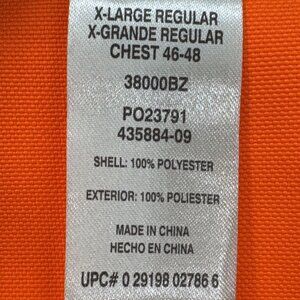 X-LARGE REGULAR
X-GRANDE REGULAR
CHEST 46-48
38000BZ
PO23791
435884-09
SHELL: 100% POLYESTER
EXTERIOR: 100% POLIESTER
MADE IN CHINA
HECHO EN CHINA
UPC# 0 29198 02786 6